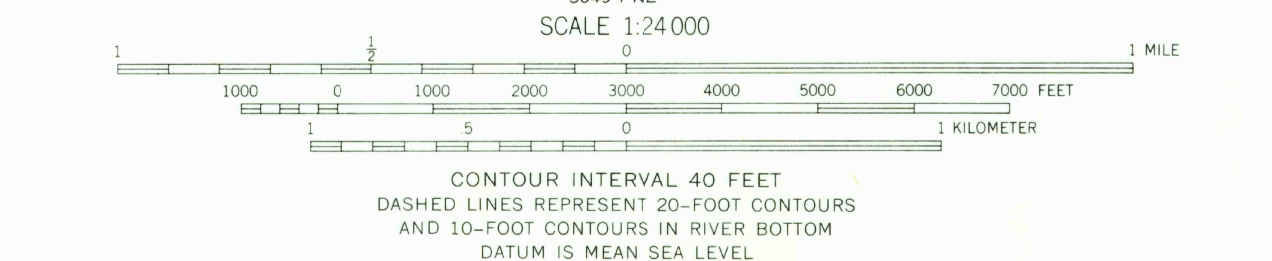 SCALE 1:24 000
1 1/2 0 1 MILE
1000 0 1000 2000 3000 4000 5000 6000 7000 FEET
1 .5 0 1 KILOMETER
CONTOUR INTERVAL 40 FEET
DASHED LINES REPRESENT 20-FOOT CONTOURS
AND 10-FOOT CONTOURS IN RIVER BOTTOM
DATUM IS MEAN SEA LEVEL